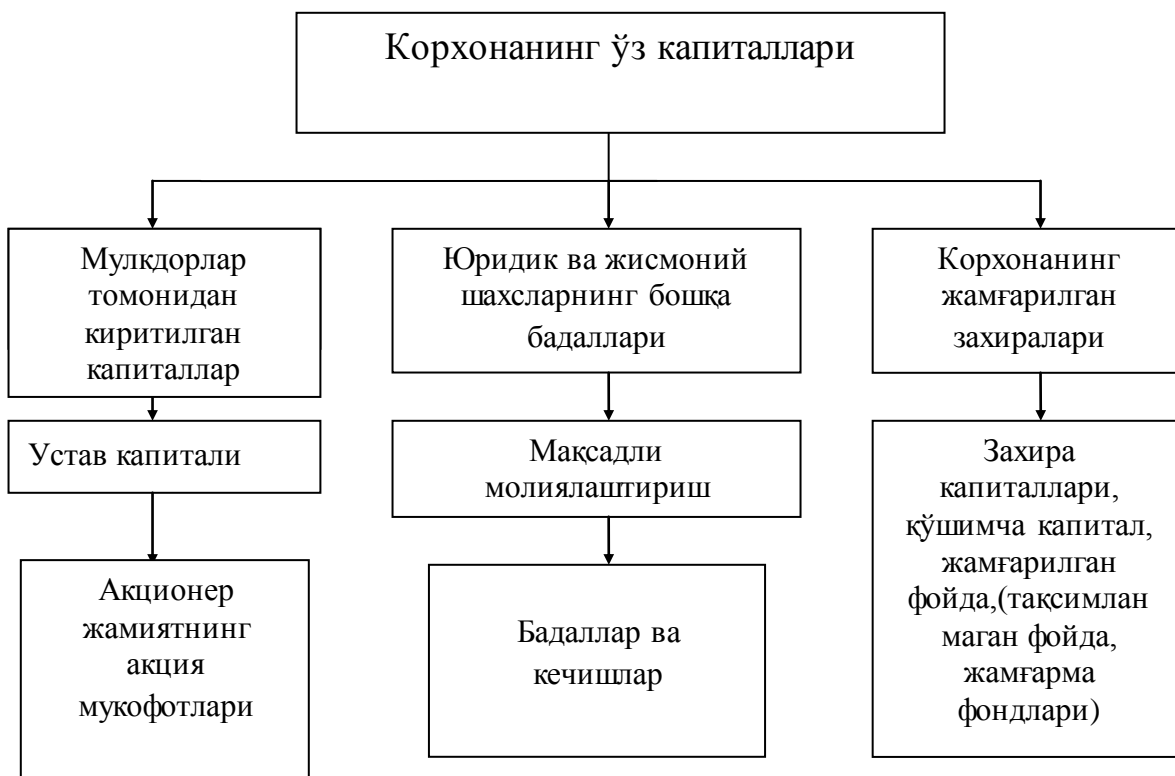 Корхонанинг ўз капиталлари
Мулкдорлар
томонидан
киритилган
капиталлар
Юридик ва жисмоний
шахсларнинг бошқа
бадаллари
Корхонанинг
жамғарилган
захиралари
Устав капитали
Мақсадли
молиялаштириш
Захира
капиталлари,
қўшимча капитал,
жамғарилган
фойда,(тақсимлан
маган фойда,
жамғарма
фондлари)
Акционер
жамиятнинг
акция
мукофотлари
Бадаллар ва
кечишлар